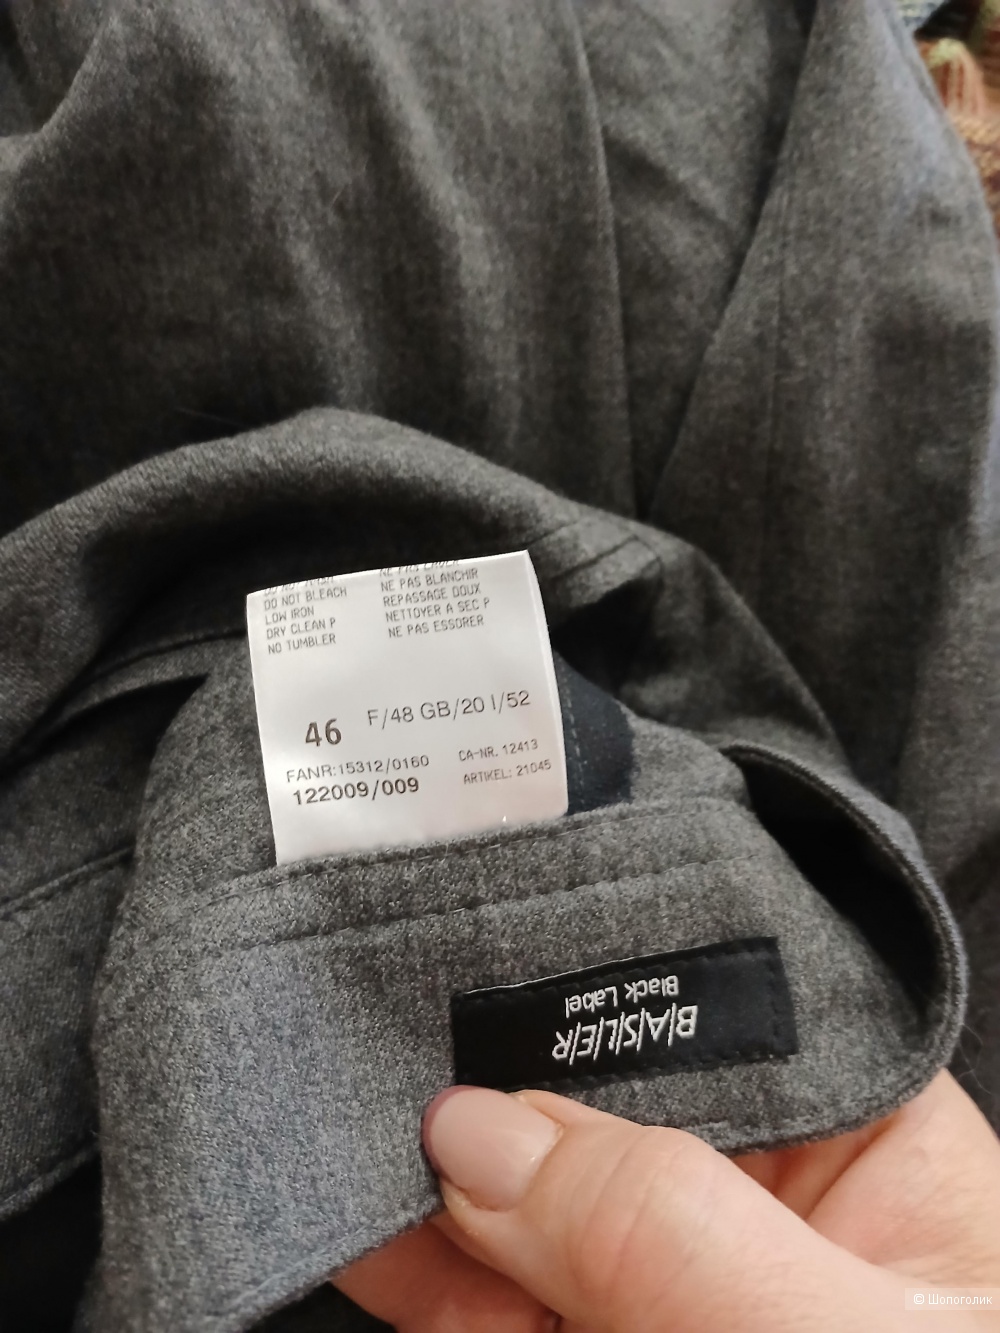 DO NOT BLEACH
LOW IRON
DRY CLEAN P
NO TUMBLER
NE PAS BLANCHIR
REPASSAGE DOUX
NETTOYER A SEC P
NE PAS ESSORER
46 F/48 GB/20 I/52
FANR:15312/0160
122009/009
CA-NR. 12413
ARTIKEL: 21045
B/A/S/L/E/R
Black Label
© Шопоголик